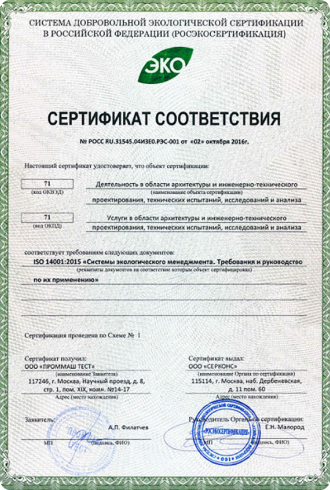 СИСТЕМА ДОБРОВОЛЬНОЙ ЭКОЛОГИЧЕСКОЙ СЕРТИФИКАЦИИ
В РОССИЙСКОЙ ФЕДЕРАЦИИ (РОСЭКОСЕРТИФИКАЦИЯ)
ЭКО
СЕРТИФИКАТ СООТВЕТСТВИЯ
№ РОСС RU.31545.04ИЗЕ0.РЭС-001 от «02» октября 2016г.
Настоящий сертификат удостоверяет, что объект сертификации:
71 Деятельность в области архитектуры и инженерно-технического
(код ОКВЭД) проектирования, технических испытаний, исследований и анализа
71 Услуги в области архитектуры и инженерно-технического
(код ОКПД) проектирования, технических испытаний, исследований и анализа
соответствует требованиям следующих документов:
ISO 14001:2015 «Системы экологического менеджмента. Требования и руководство
(реквизиты документа на соответствие которым объект сертифицирован)
по их применению»
Сертификация проведена по Схеме № 1
Сертификат получил: Сертификат выдал:
ООО «ПРОММАШ ТЕСТ» ООО «СЕРКОНС»
(наименование Заявителя) (наименование Органа по сертификации)
117246, г. Москва, Научный проезд, д. 8, 115114, г. Москва, наб. Дербеневская,
стр. 1, пом. XIX, комн. №14-17 д. 11 пом. 60
Адрес (место нахождения) Адрес (место нахождения)
Заявитель: Руководитель Органа по сертификации:
А.П. Филатчев Е.Н. Малород
МП (подпись, ФИО) МП (подпись, ФИО)
«РОСЭКОСЕРТИФИКАЦИЯ»